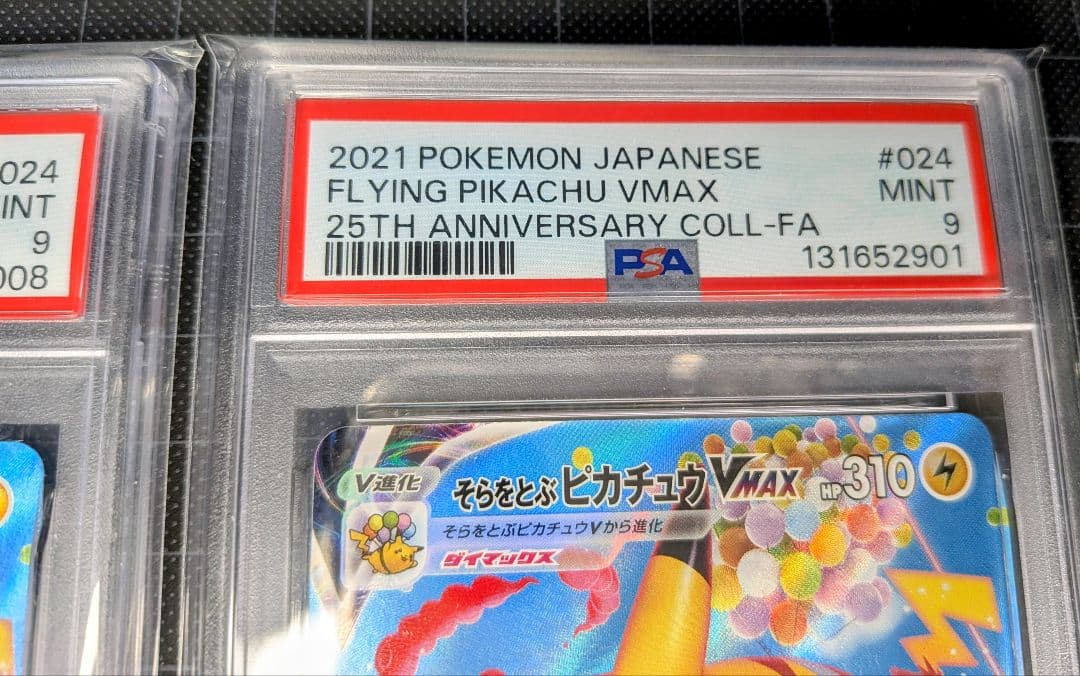 024
INT
9
008
2021 POKEMON JAPANESE #024
FLYING PIKACHU VMAX MINT
25TH ANNIVERSARY COLL-FA 9
PSA 131652901
V進化 そらをとぶピカチュウVMAX HP310
そらをとぶピカチュウVから進化
ダイマックス